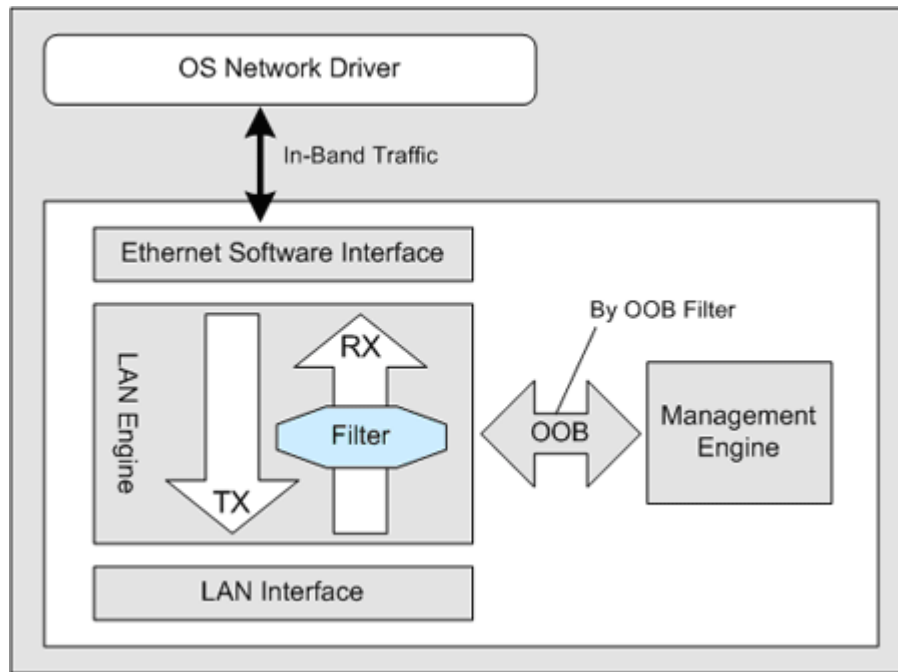 OS Network Driver
In-Band Traffic
Ethernet Software Interface
By OOB Filter
LAN Engine
RX
Filter
TX
OOB
Management
Engine
LAN Interface